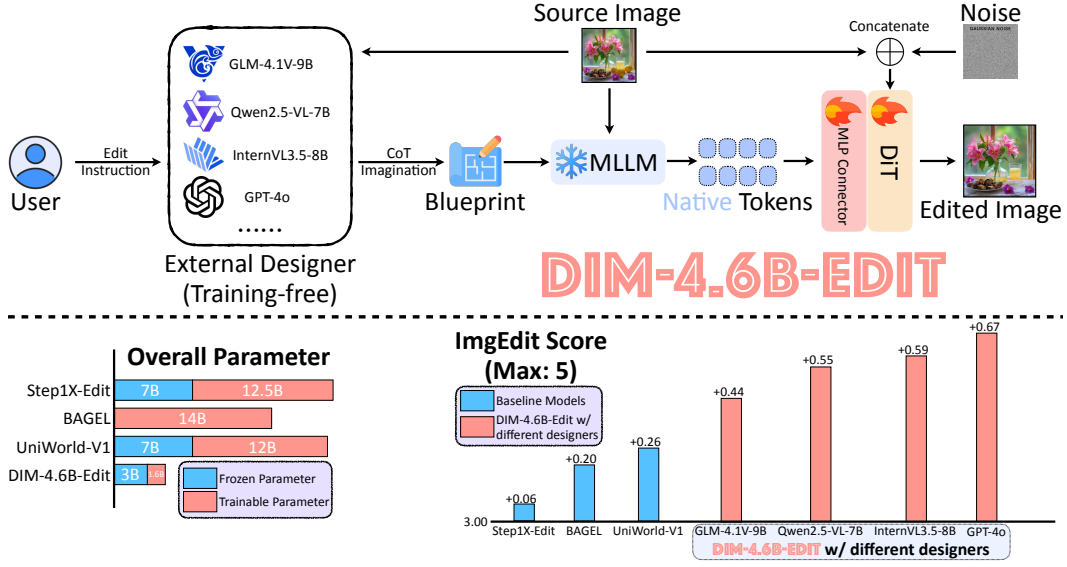 Source Image
Noise
Concatenate
GAUSSIAN NOISE
GLM-4.1V-9B
Qwen2.5-VL-7B
InternVL3.5-8B
GPT-4o
......
User
Edit
Instruction
External Designer
(Training-free)
CoT
Imagination
Blueprint
MLLM
Native Tokens
MLP Connector
DiT
Edited Image
DIM-4.6B-EDIT
Overall Parameter
Step1X-Edit
7B
12.5B
BAGEL
14B
UniWorld-V1
7B
12B
DIM-4.6B-Edit
3B
1.6B
Frozen Parameter
Trainable Parameter
ImgEdit Score
(Max: 5)
Baseline Models
DIM-4.6B-Edit w/
different designers
+0.06
+0.20
+0.26
+0.44
+0.55
+0.59
+0.67
3.00
Step1X-Edit
BAGEL
UniWorld-V1
GLM-4.1V-9B
Qwen2.5-VL-7B
InternVL3.5-8B
GPT-4o
DIM-4.6B-EDIT w/ different designers